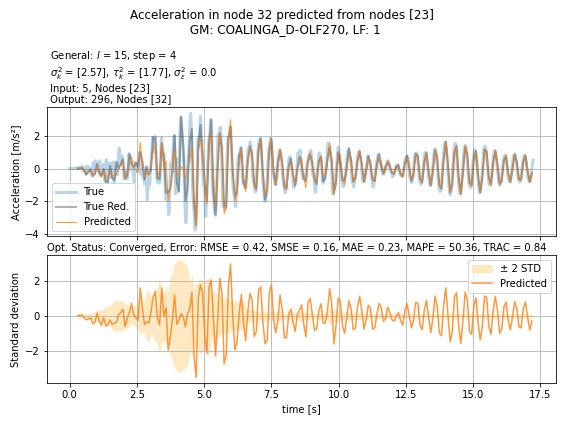 Acceleration in node 32 predicted from nodes [23]
GM: COALINGA_D-OLF270, LF: 1
General: l = 15, step = 4
σ²ₖ = [2.57], τ²ₖ = [1.77], σ²ₑ = 0.0
Input: 5, Nodes [23]
Output: 296, Nodes [32]
Acceleration [m/s²]
2
0
−2
−4
True
True Red.
Predicted
Opt. Status: Converged, Error: RMSE = 0.42, SMSE = 0.16, MAE = 0.23, MAPE = 50.36, TRAC = 0.84
Standard deviation
2
0
−2
± 2 STD
Predicted
0.0 2.5 5.0 7.5 10.0 12.5 15.0 17.5
time [s]